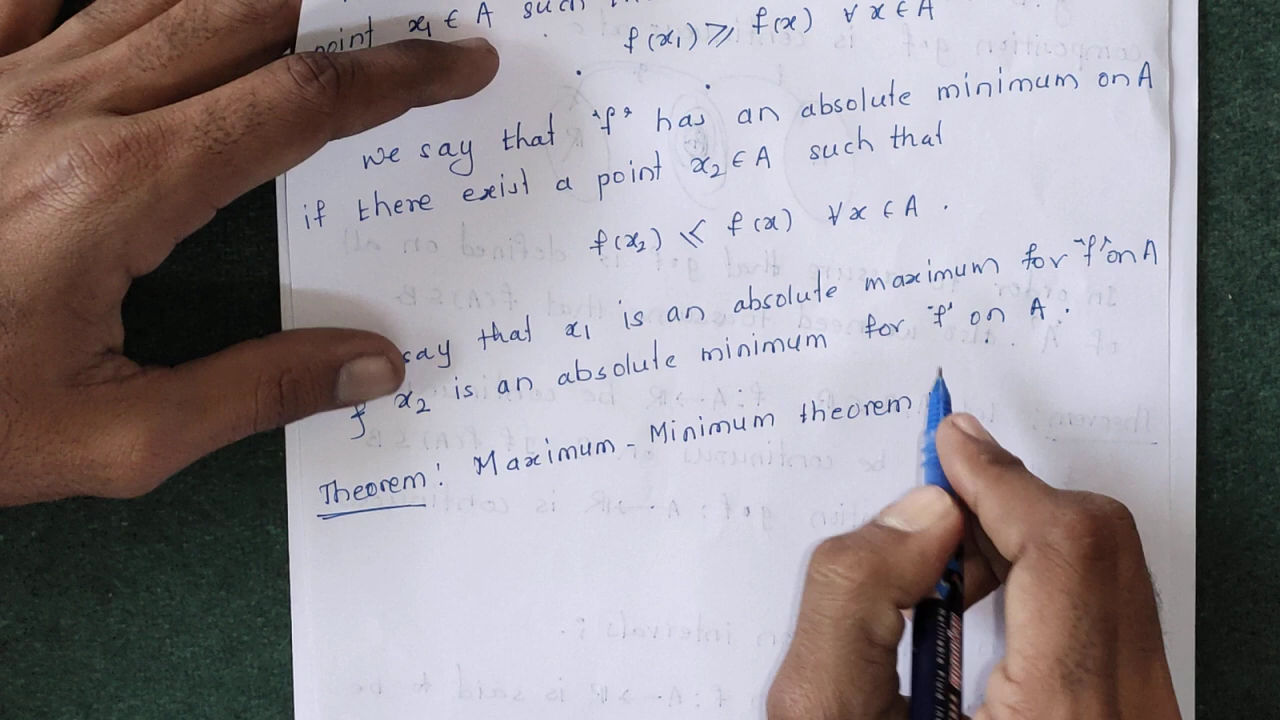 point x₁ ∈ A such
f(x₁) ⩾ f(x) ∀ x ∈ A
we say that 'f' has an absolute minimum on A
if there exist a point x₂ ∈ A such that
f(x₂) ⩽ f(x) ∀ x ∈ A .
say that x₁ is an absolute maximum for 'f' on A
x₂ is an absolute minimum for 'f' on A .
Theorem : Maximum - Minimum theorem